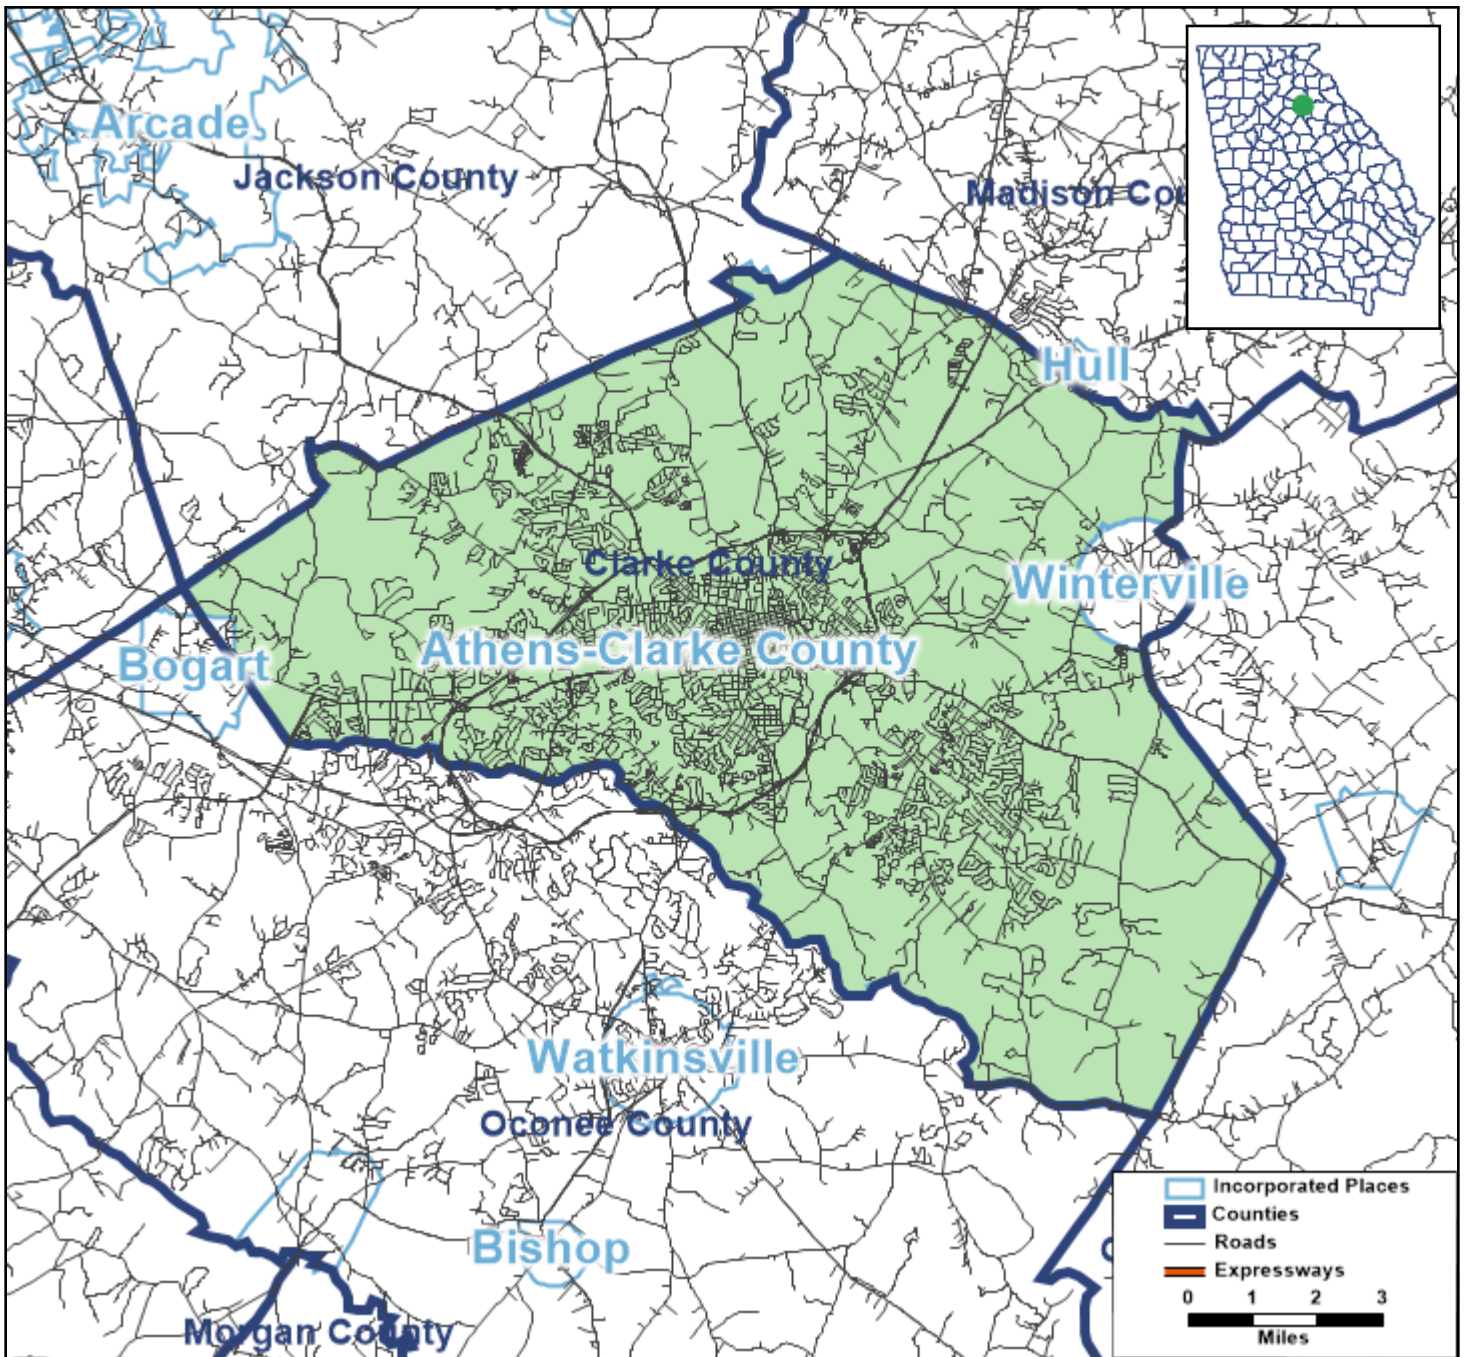 Arcade
Jackson County
Madison Cou
Hull
Clarke County
Winterville
Athens-Clarke County
Bogart
Watkinsville
Oconee County
Bishop
Morgan County
Incorporated Places
Counties
Roads
Expressways
0 1 2 3
Miles